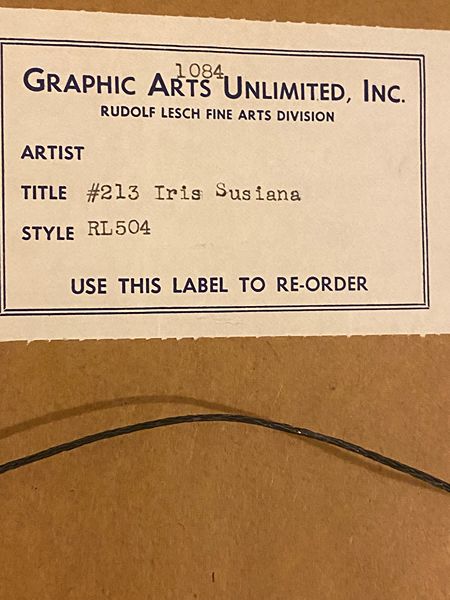 1084
GRAPHIC ARTS UNLIMITED, INC.
RUDOLF LESCH FINE ARTS DIVISION
ARTIST
TITLE #213 Iris Susiana
STYLE RL504
USE THIS LABEL TO RE-ORDER